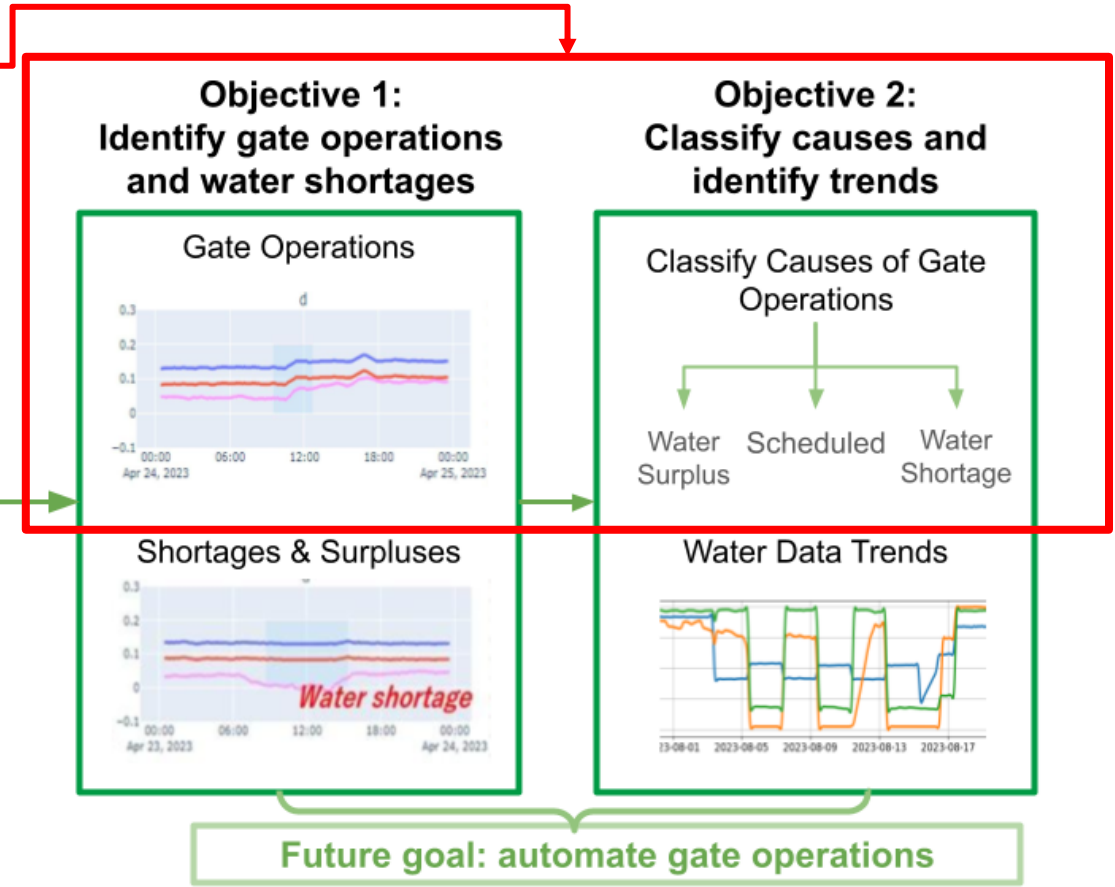 Objective 1:
Identify gate operations
and water shortages
Gate Operations
d
0.3
0.2
0.1
0
−0.1
00:00 06:00 12:00 18:00 00:00
Apr 24, 2023 Apr 25, 2023
Shortages & Surpluses
0.3
0.2
0.1
0
−0.1
Water shortage
00:00 06:00 12:00 18:00 00:00
Apr 23, 2023 Apr 24, 2023
Objective 2:
Classify causes and
identify trends
Classify Causes of Gate
Operations
Water
Surplus
Scheduled
Water
Shortage
Water Data Trends
23-08-01 2023-08-05 2023-08-09 2023-08-13 2023-08-17
Future goal: automate gate operations